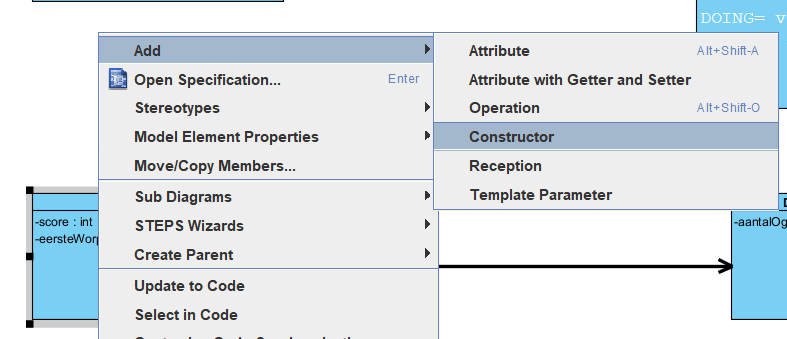 DOING= v
Add
Open Specification... Enter
Stereotypes
Model Element Properties
Move/Copy Members...
Sub Diagrams
STEPS Wizards
Create Parent
Update to Code
Select in Code
Attribute Alt+Shift-A
Attribute with Getter and Setter
Operation Alt+Shift-O
Constructor
Reception
Template Parameter
-score : int
-eersteWorp
D
-aantalOg